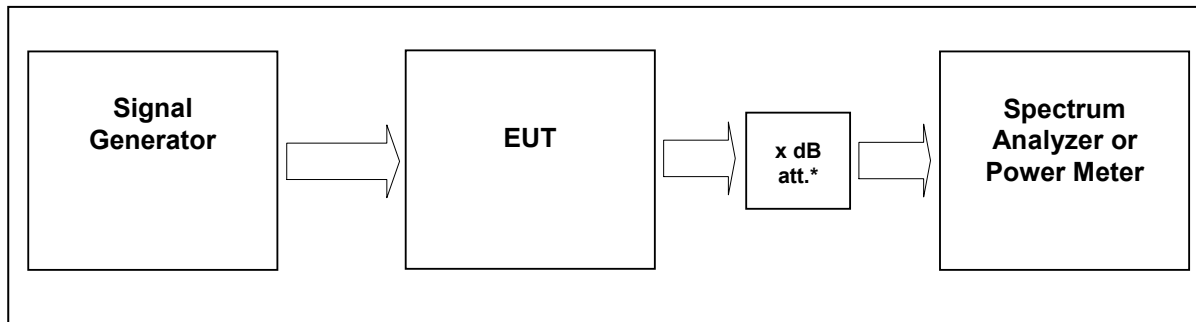 Signal
Generator
EUT
x dB
att.*
Spectrum
Analyzer or
Power Meter